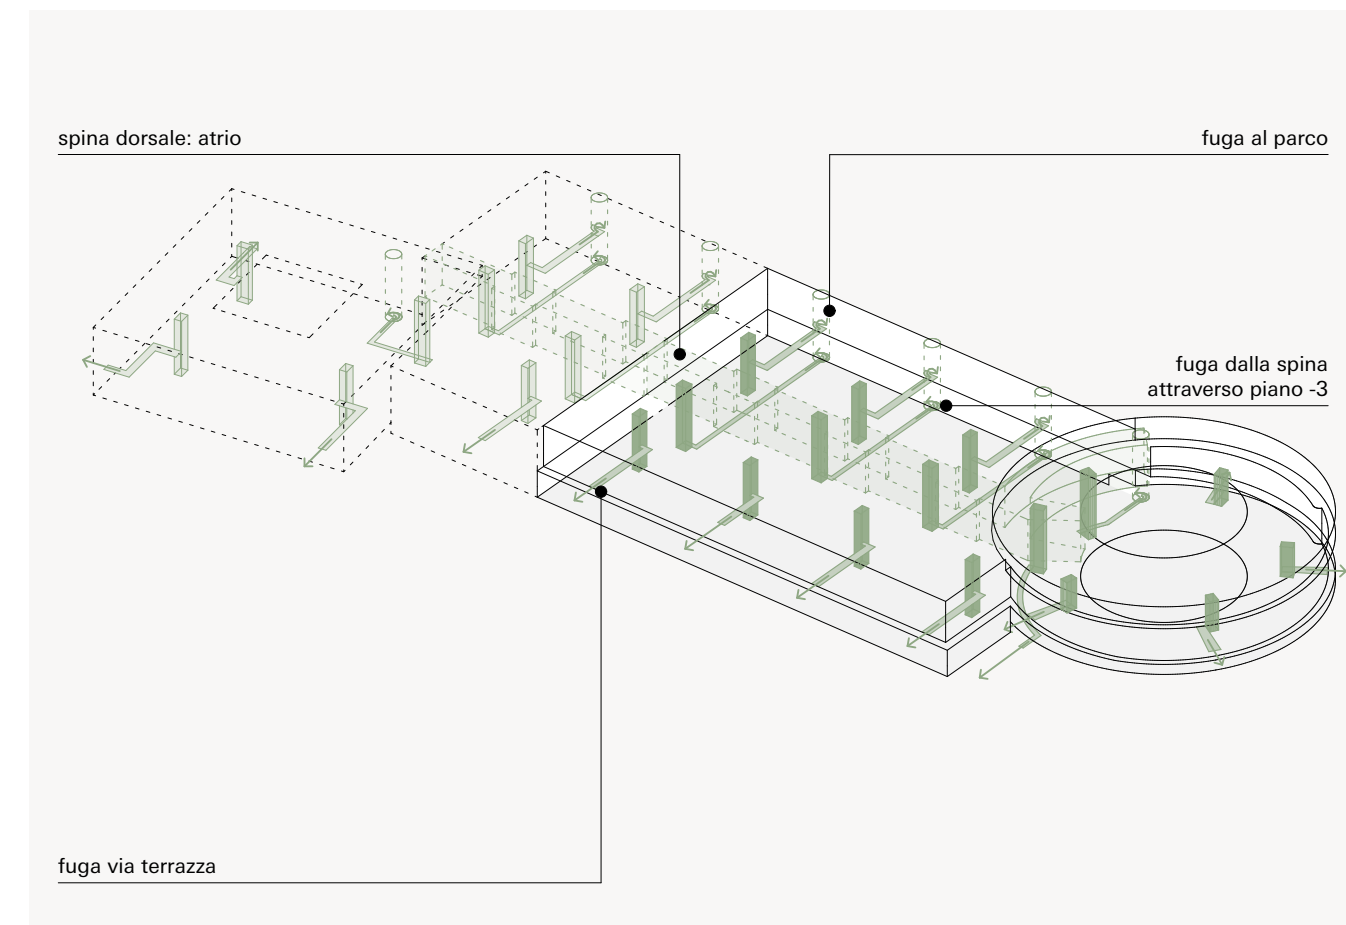 spina dorsale: atrio
fuga al parco
fuga dalla spina
attraverso piano -3
fuga via terrazza